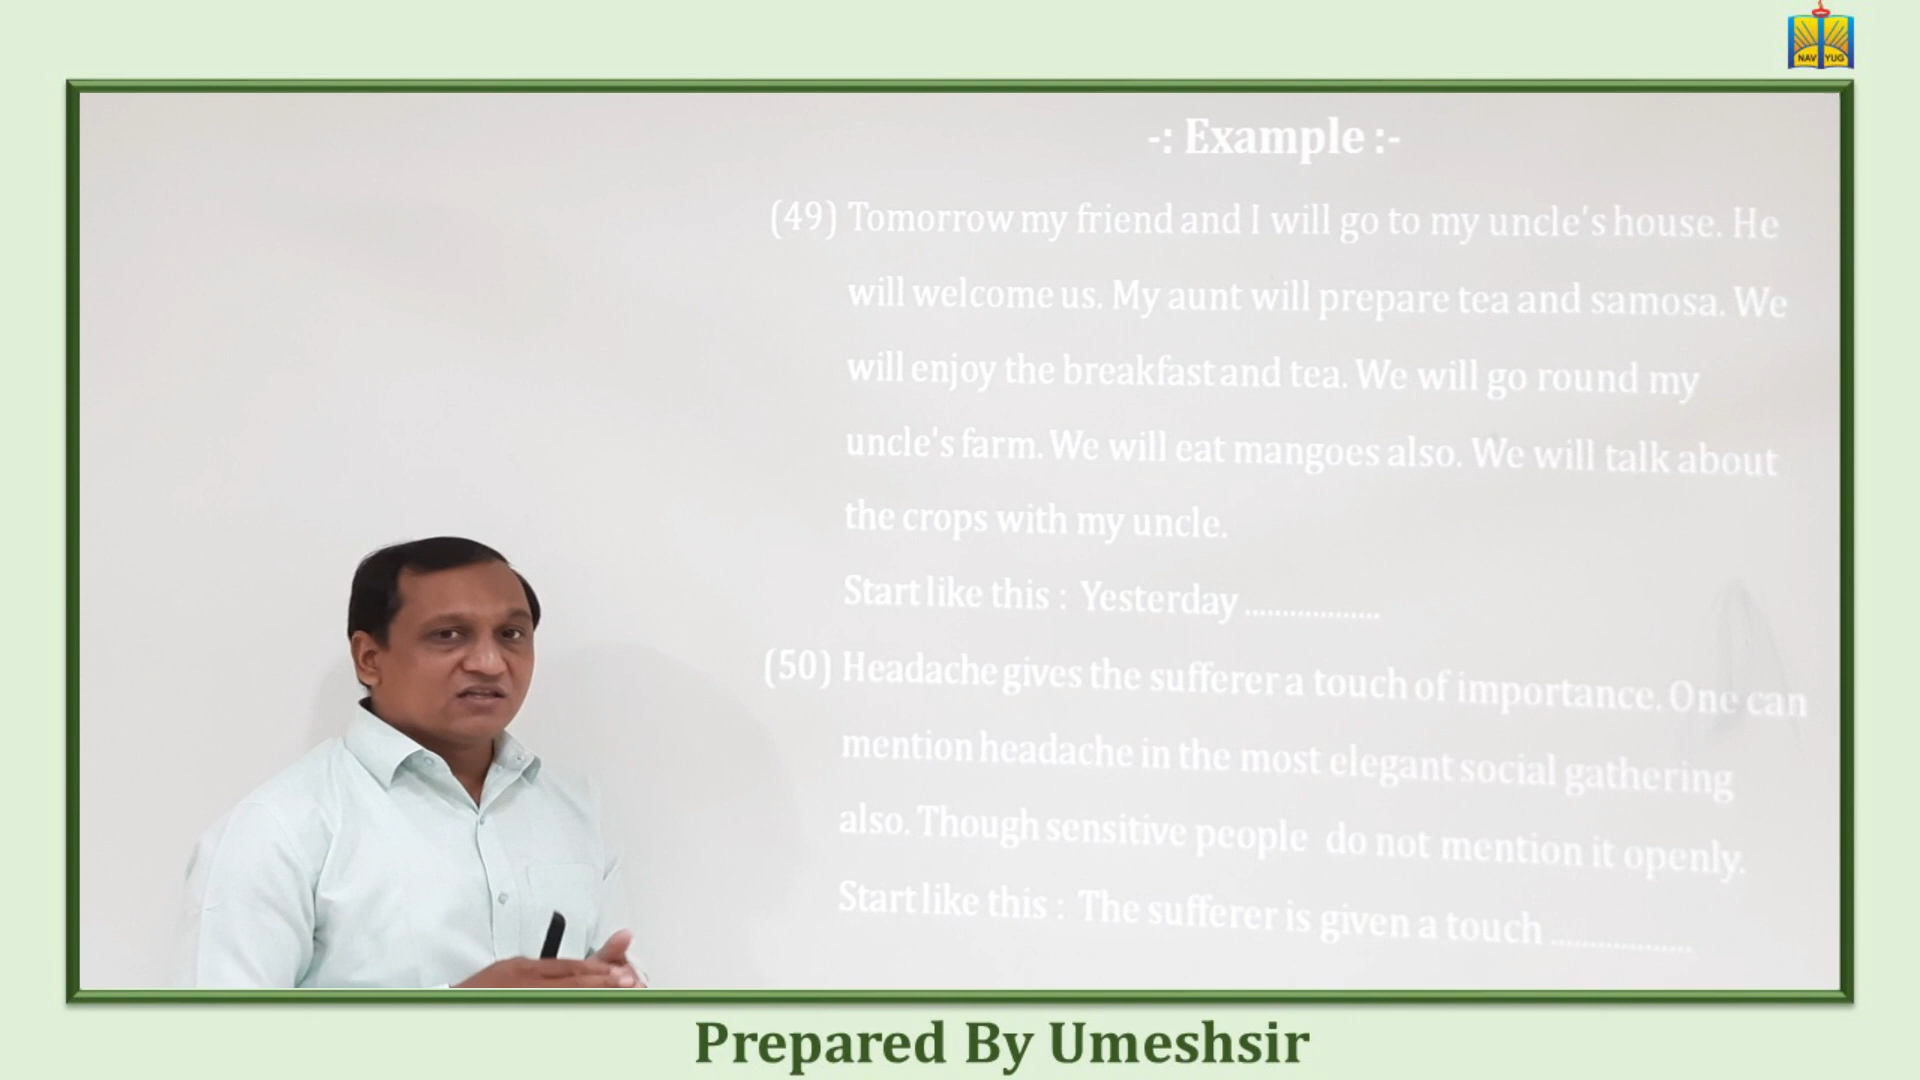 NAV YUG
-: Example :-
(49) Tomorrow my friend and I will go to my uncle's house. He
will welcome us. My aunt will prepare tea and samosa. We
will enjoy the breakfast and tea. We will go round my
uncle's farm. We will eat mangoes also. We will talk about
the crops with my uncle.
Start like this : Yesterday ..................
(50) Headache gives the sufferer a touch of importance. One can
mention headache in the most elegant social gathering
also. Though sensitive people do not mention it openly.
Start like this : The sufferer is given a touch ..................
Prepared By Umeshsir